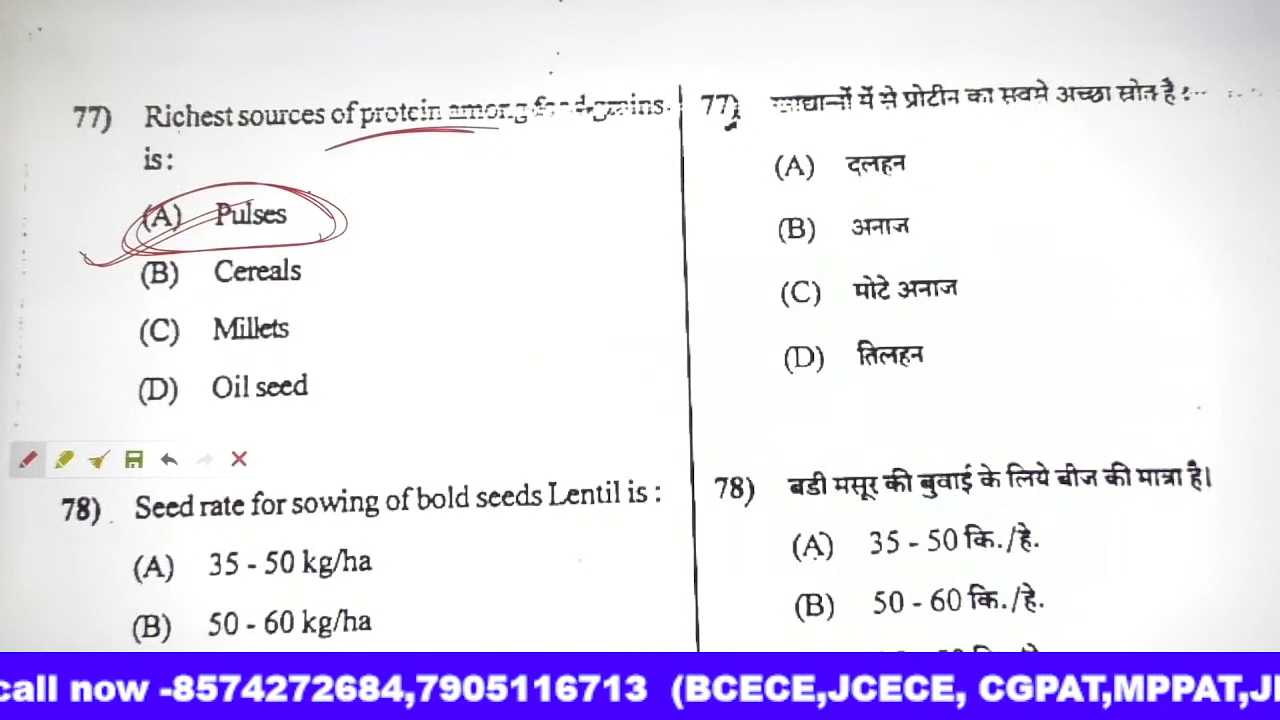 77) Richest sources of protein among food grains.
is:
(A) Pulses
(B) Cereals
(C) Millets
(D) Oil seed
78) Seed rate for sowing of bold seeds Lentil is :
(A) 35 - 50 kg/ha
(B) 50 - 60 kg/ha
77) खाद्यान्नों में से प्रोटीन का सबसे अच्छा स्रोत है :
(A) दलहन
(B) अनाज
(C) मोटे अनाज
(D) तिलहन
78) बडी मसूर की बुवाई के लिये बीज की मात्रा है।
(A) 35 - 50 कि./हे.
(B) 50 - 60 कि./हे.
call now -8574272684,7905116713 (BCECE,JCECE, CGPAT,MPPAT,